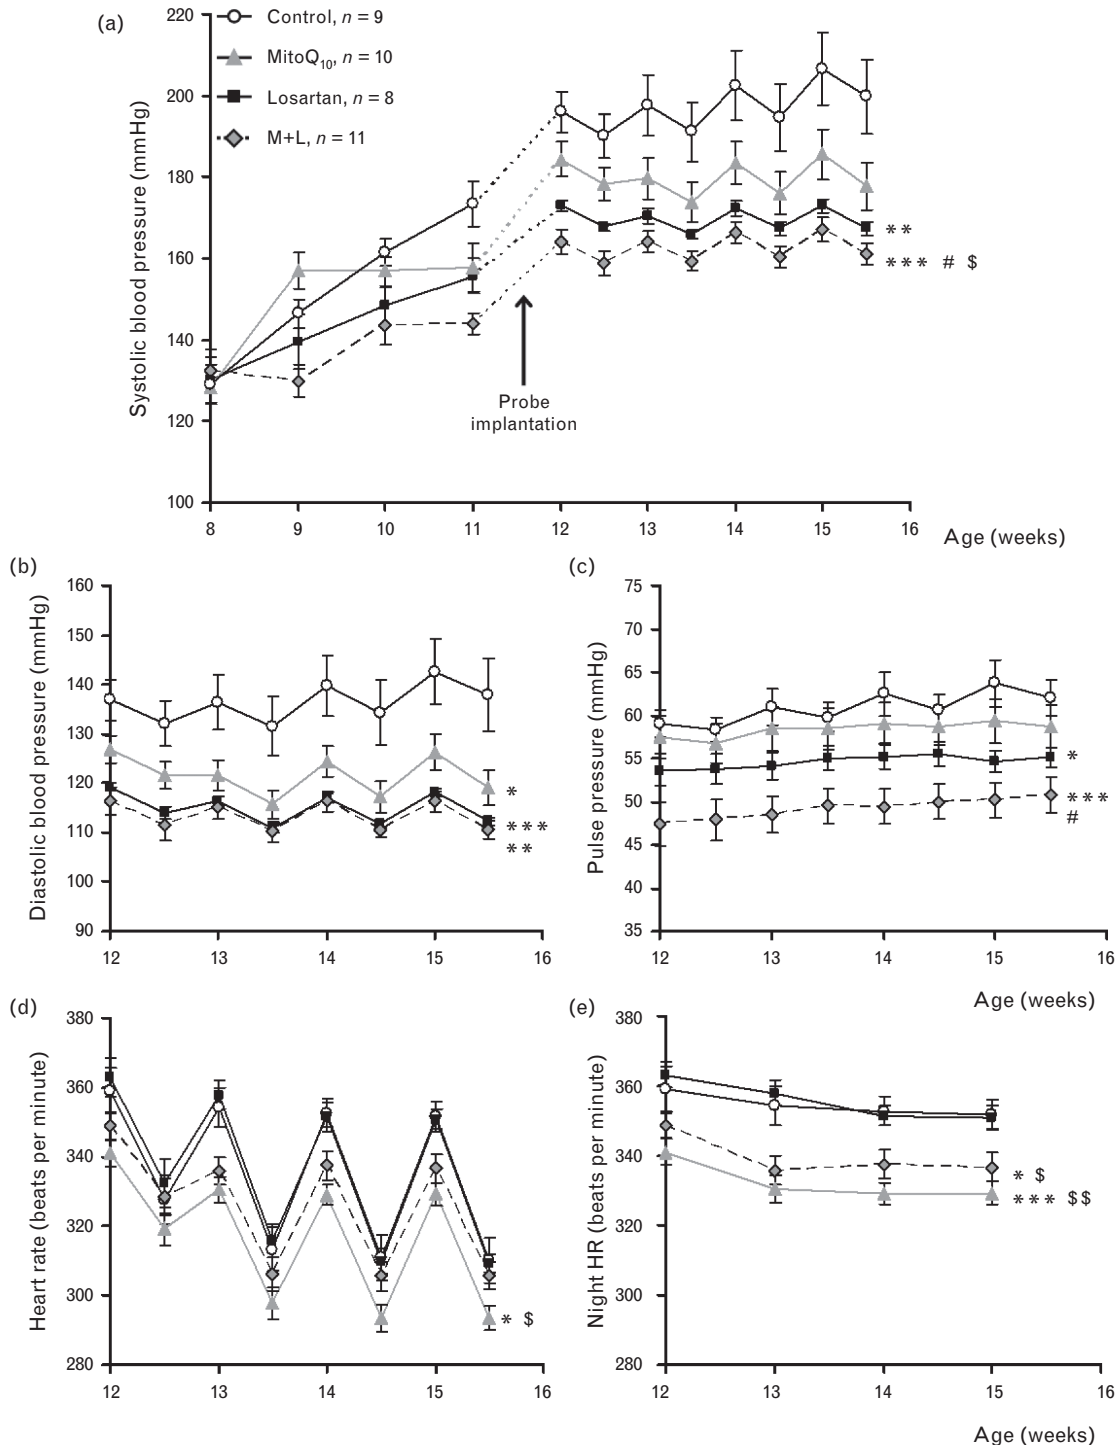 (a)
220
200
180
160
140
120
100
Systolic blood pressure (mmHg)
Control, n = 9
MitoQ10, n = 10
Losartan, n = 8
M+L, n = 11
Probe
implantation
**
*** # $
8 9 10 11 12 13 14 15 16
Age (weeks)
(b)
160
150
140
130
120
110
100
90
Diastolic blood pressure (mmHg)
*
***
**
12 13 14 15 16
(c)
75
70
65
60
55
50
45
40
35
Pulse pressure (mmHg)
*
***
#
12 13 14 15 16
Age (weeks)
(d)
380
360
340
320
300
280
Heart rate (beats per minute)
* $
12 13 14 15 16
(e)
380
360
340
320
300
280
Night HR (beats per minute)
* $
*** $$
12 13 14 15 16
Age (weeks)